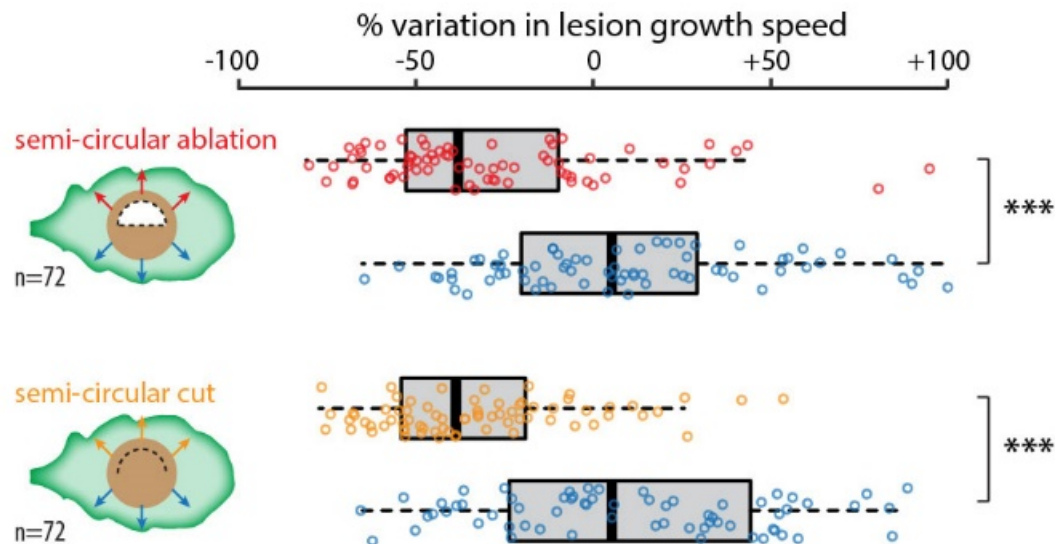 % variation in lesion growth speed
-100 -50 0 +50 +100
semi-circular ablation
n=72
***
semi-circular cut
n=72
***